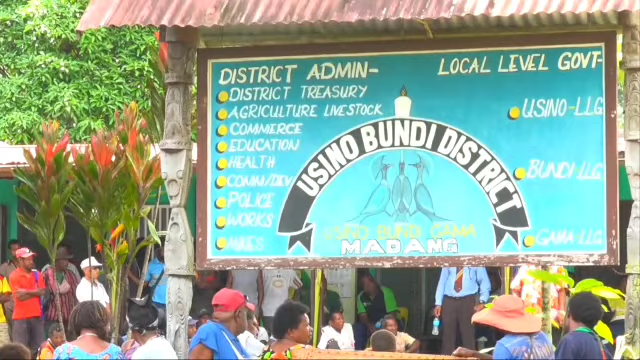 DISTRICT ADMIN-
DISTRICT TREASURY
AGRICULTURE LIVESTOCK
COMMERCE
EDUCATION
HEALTH
COMM/DEV
POLICE
WORKS
LOCAL LEVEL GOVT-
USINO-LLG
BUNDI LLG
GAMA-LLG
USINO BUNDI DISTRICT
USINO BUNDI GAMA
MADANG